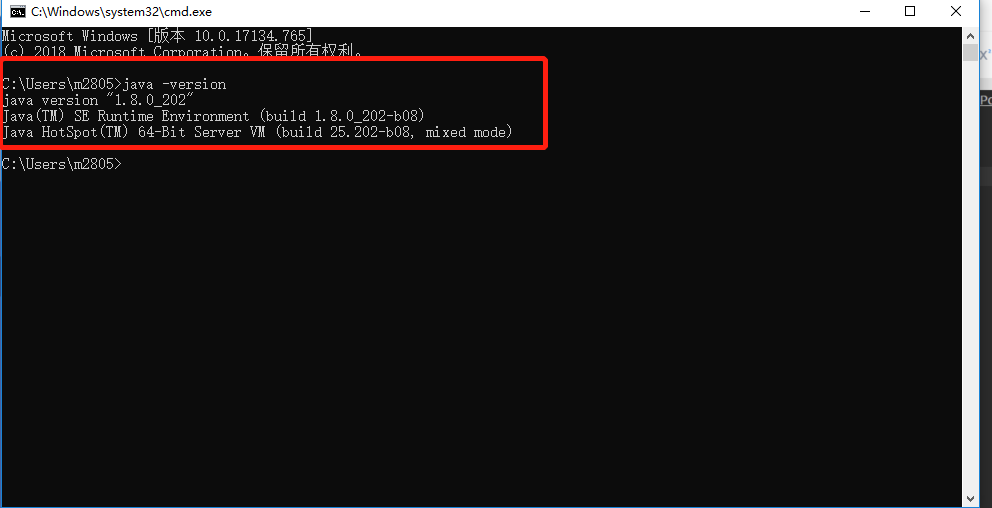 C:\Windows\system32\cmd.exe
Microsoft Windows [版本 10.0.17134.765]
(c) 2018 Microsoft Corporation。保留所有权利。
C:\Users\m2805>java -version
java version "1.8.0_202"
Java(TM) SE Runtime Environment (build 1.8.0_202-b08)
Java HotSpot(TM) 64-Bit Server VM (build 25.202-b08, mixed mode)
C:\Users\m2805>